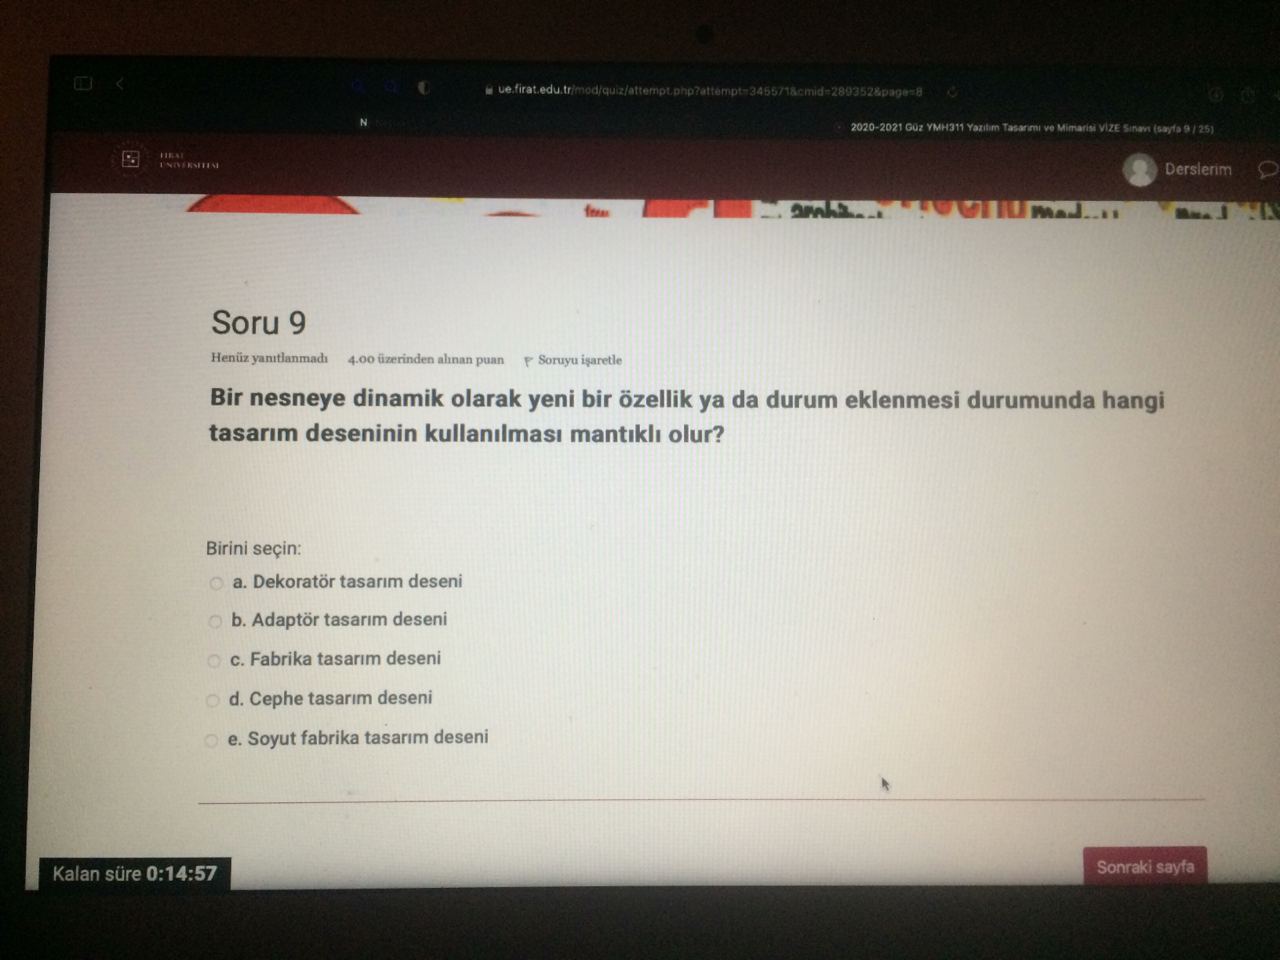 ue.firat.edu.tr/mod/quiz/attempt.php?attempt=345571&cmid=289352&page=8
N
2020-2021 Güz YMH311 Yazılım Tasarımı ve Mimarisi VİZE Sınavı (sayfa 9 / 25)
FIRAT
ÜNİVERSİTESİ
Derslerim
Soru 9
Henüz yanıtlanmadı 4.00 üzerinden alınan puan Soruyu işaretle
Bir nesneye dinamik olarak yeni bir özellik ya da durum eklenmesi durumunda hangi
tasarım deseninin kullanılması mantıklı olur?
Birini seçin:
a. Dekoratör tasarım deseni
b. Adaptör tasarım deseni
c. Fabrika tasarım deseni
d. Cephe tasarım deseni
e. Soyut fabrika tasarım deseni
Kalan süre 0:14:57
Sonraki sayfa